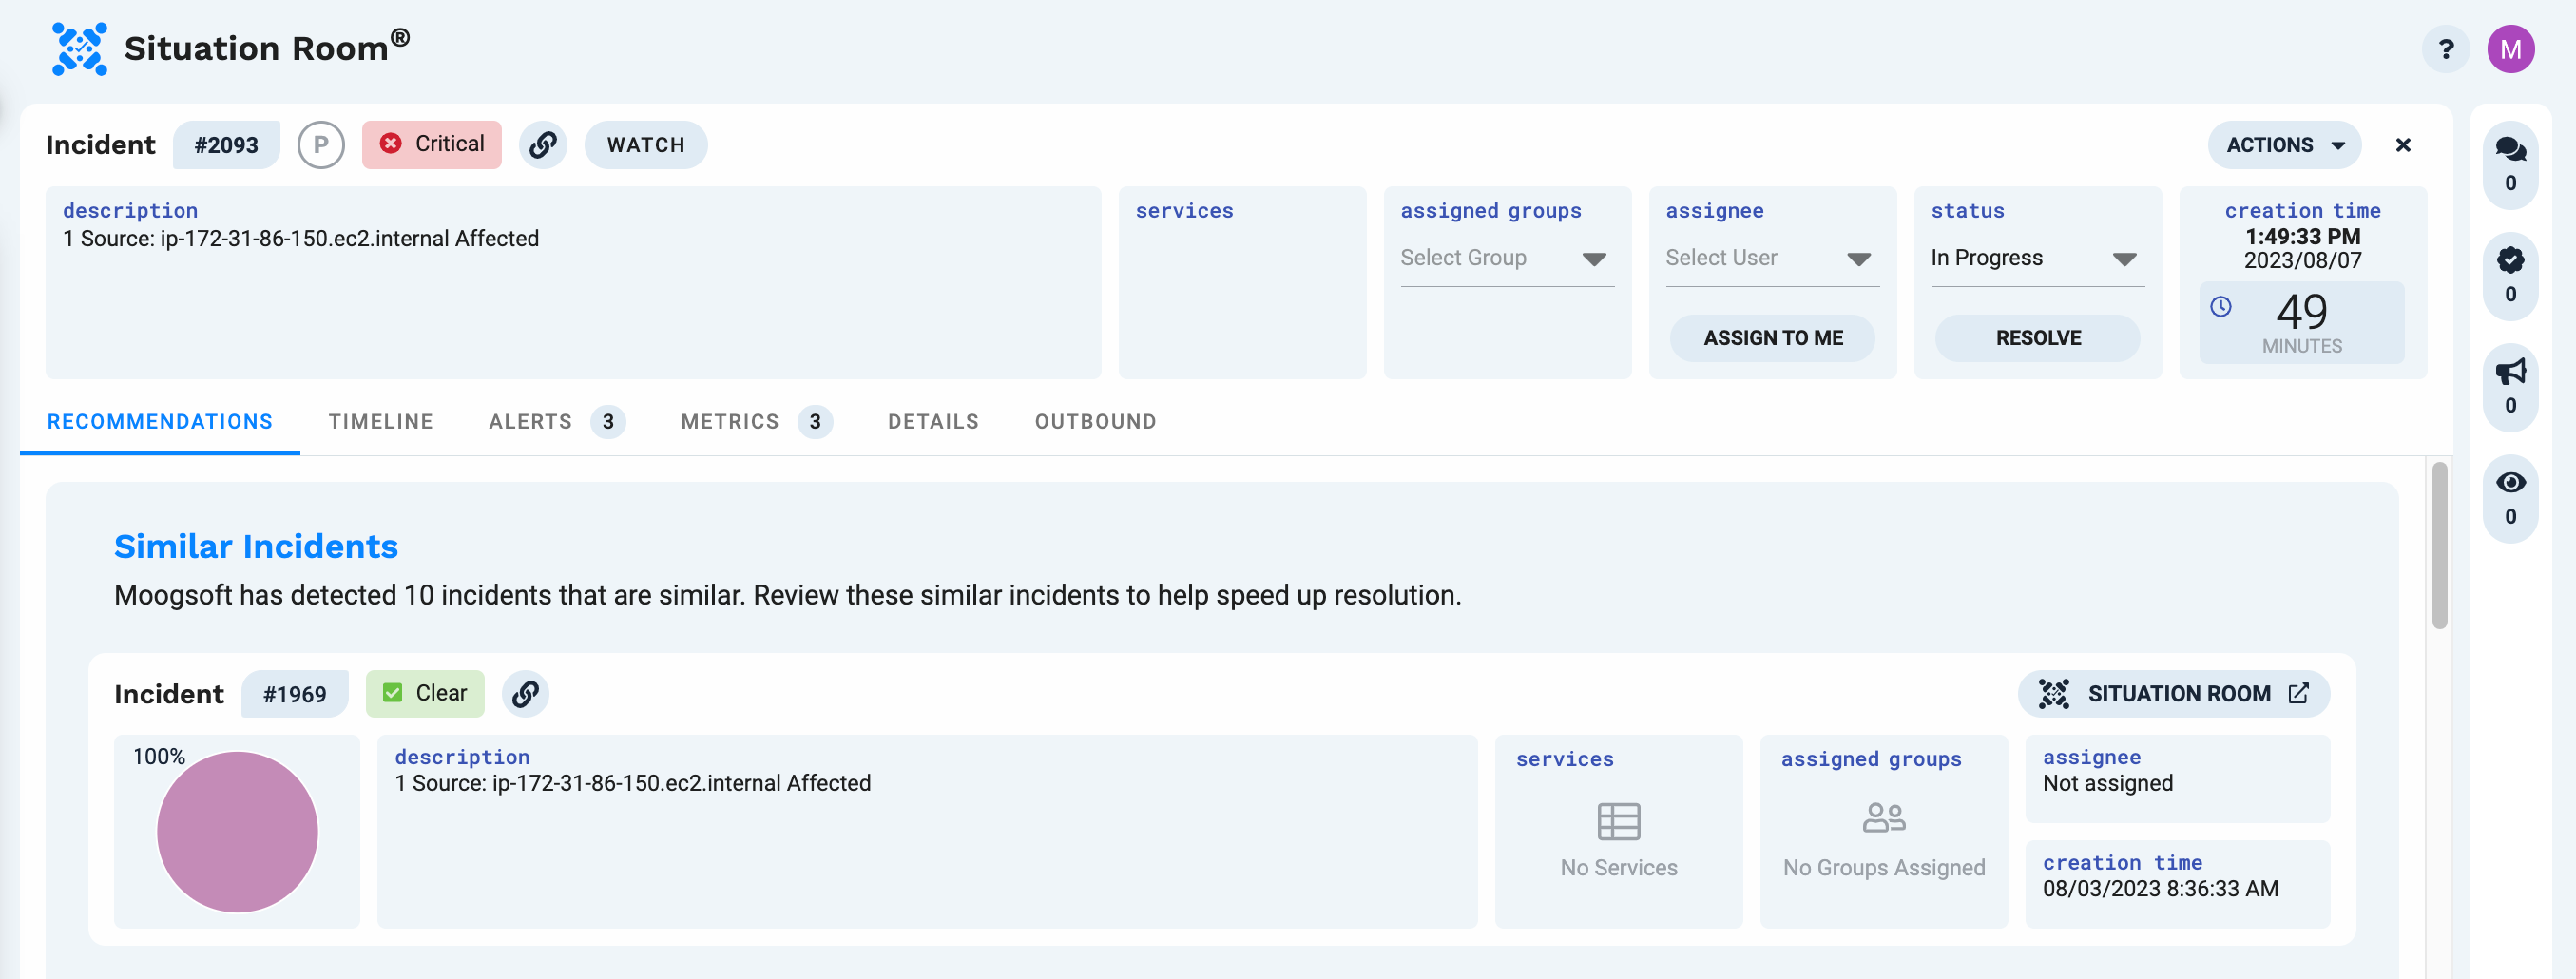 Situation Room®
?
M
Incident #2093 P Critical WATCH ACTIONS
description
1 Source: ip-172-31-86-150.ec2.internal Affected
services
assigned groups
Select Group
assignee
Select User
ASSIGN TO ME
status
In Progress
RESOLVE
creation time
1:49:33 PM
2023/08/07
49
MINUTES
0
0
0
0
RECOMMENDATIONS TIMELINE ALERTS 3 METRICS 3 DETAILS OUTBOUND
Similar Incidents
Moogsoft has detected 10 incidents that are similar. Review these similar incidents to help speed up resolution.
Incident #1969 Clear SITUATION ROOM
100%
description
1 Source: ip-172-31-86-150.ec2.internal Affected
services
No Services
assigned groups
No Groups Assigned
assignee
Not assigned
creation time
08/03/2023 8:36:33 AM